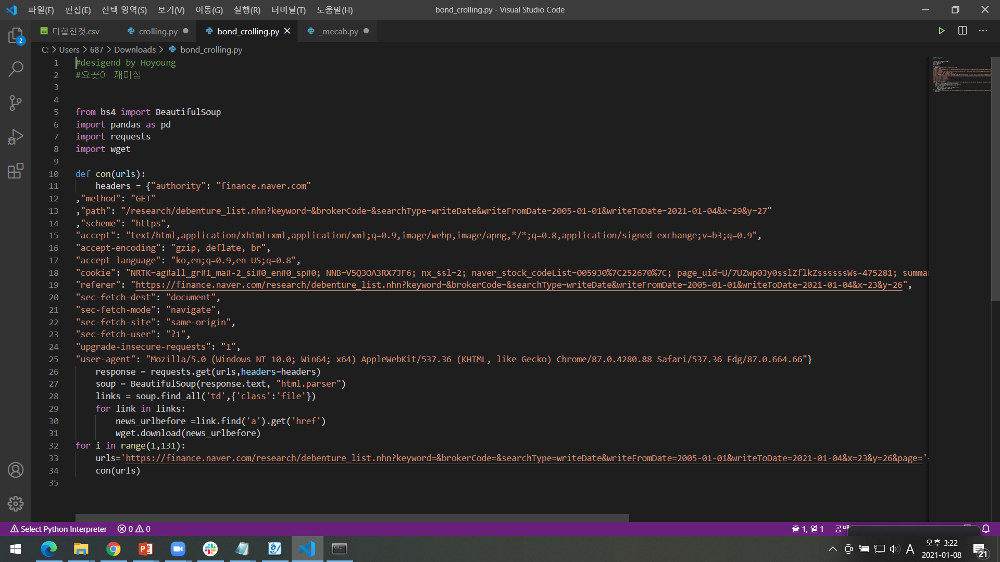 파일(F) 편집(E) 선택 영역(S) 보기(V) 이동(G) 실행(R) 터미널(T) 도움말(H) bond_crolling.py - Visual Studio Code
다합친것.csv crolling.py bond_crolling.py _mecab.py
2
C: > Users > 687 > Downloads > bond_crolling.py
1 #desigend by Hoyoung
2 #요곳이 재미짐
3
4
5 from bs4 import BeautifulSoup
6 import pandas as pd
7 import requests
8 import wget
9
10 def con(urls):
11 headers = {"authority": "finance.naver.com"
12 ,"method": "GET"
13 ,"path": "/research/debenture_list.nhn?keyword=&brokerCode=&searchType=writeDate&writeFromDate=2005-01-01&writeToDate=2021-01-04&x=29&y=27"
14 ,"scheme": "https",
15 "accept": "text/html,application/xhtml+xml,application/xml;q=0.9,image/webp,image/apng,*/*;q=0.8,application/signed-exchange;v=b3;q=0.9",
16 "accept-encoding": "gzip, deflate, br",
17 "accept-language": "ko,en;q=0.9,en-US;q=0.8",
18 "cookie": "NRTK=ag#all_gr#1_ma#-2_si#0_en#0_sp#0; NNB=V5Q3OA3RX7JF6; nx_ssl=2; naver_stock_codeList=005930%7C252670%7C; page_uid=U/7UZwp0Jy0sslZflkZssssssWs-475281; summa
19 "referer": "https://finance.naver.com/research/debenture_list.nhn?keyword=&brokerCode=&searchType=writeDate&writeFromDate=2005-01-01&writeToDate=2021-01-04&x=23&y=26",
20 "sec-fetch-dest": "document",
21 "sec-fetch-mode": "navigate",
22 "sec-fetch-site": "same-origin",
23 "sec-fetch-user": "?1",
24 "upgrade-insecure-requests": "1",
25 "user-agent": "Mozilla/5.0 (Windows NT 10.0; Win64; x64) AppleWebKit/537.36 (KHTML, like Gecko) Chrome/87.0.4280.88 Safari/537.36 Edg/87.0.664.66"}
26 response = requests.get(urls,headers=headers)
27 soup = BeautifulSoup(response.text, "html.parser")
28 links = soup.find_all('td',{'class':'file'})
29 for link in links:
30 news_urlbefore =link.find('a').get('href')
31 wget.download(news_urlbefore)
32 for i in range(1,131):
33 urls='https://finance.naver.com/research/debenture_list.nhn?keyword=&brokerCode=&searchType=writeDate&writeFromDate=2005-01-01&writeToDate=2021-01-04&x=23&y=26&page='
34 con(urls)
35
Select Python Interpreter 0 0 줄 1, 열 1 공백
A 오후 3:22
2021-01-08 21